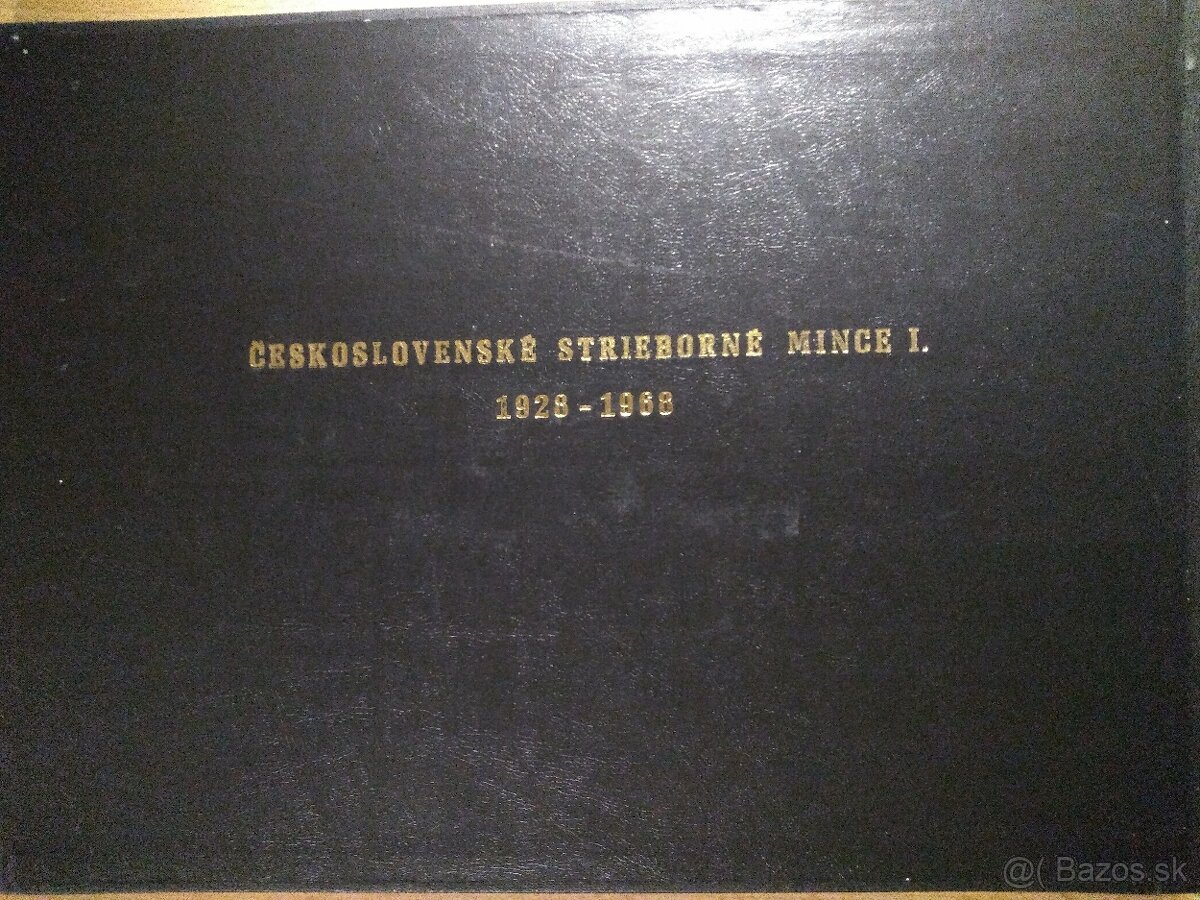 ČESKOSLOVENSKÉ STRIEBORNÉ MINCE I.
1928-1968
@( Bazos.sk